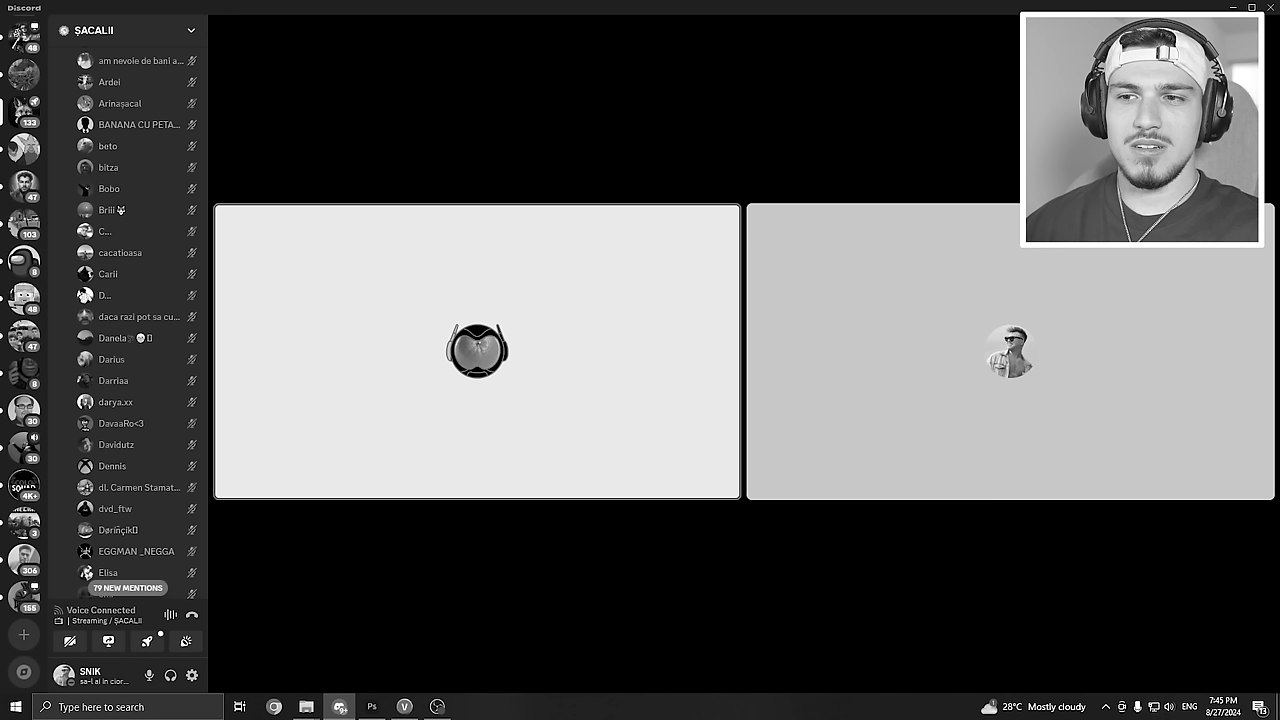 Discord
ȘACALII
am nevoie de bani a...
Ardei
Arinașacal
BANANA CU PETA...
beto
bitza
Bobo
Briii
C...
cacatioasa
Carii
D...
daca razi pot sa cu...
Danela
Darius
Darriaa
darya.xx
DavaaRo<3
Davidutz
Dennis
dl. Carmen Stamat...
dvd_ftw
EGGMAN _NEGGA
Elisa
79 NEW MENTIONS
Voice Connected
| Streaming / ȘACALII
SNIK
sa-l ai in cior...
48
133
47
103
8
48
47
8
30
30
4K+
3
306
155
Type here to search
Ps
V
28°C Mostly cloudy
ENG
7:45 PM
8/27/2024